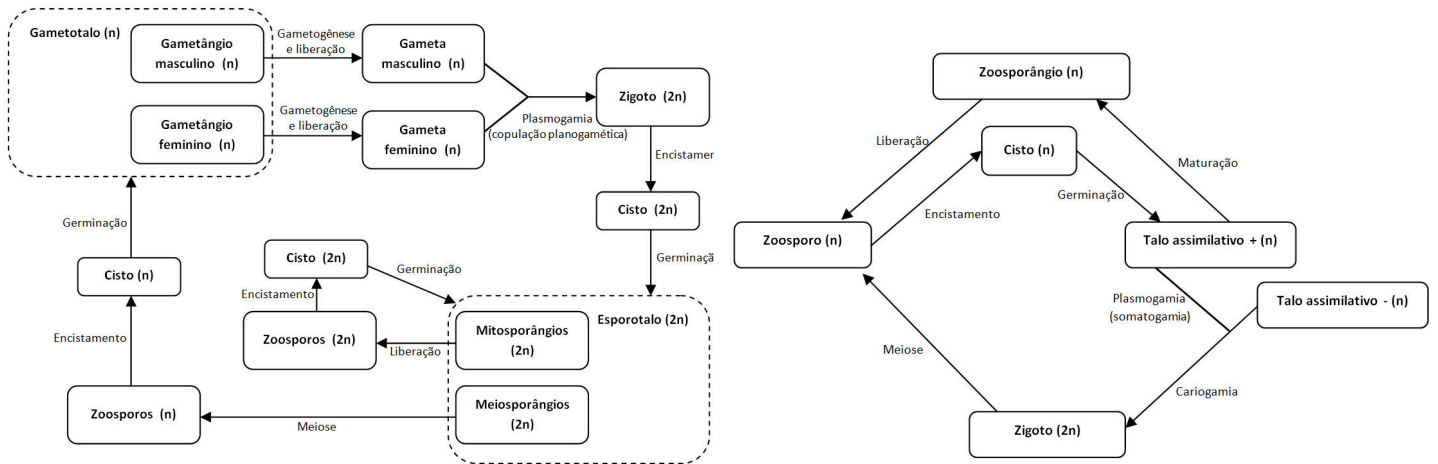 Gametotalo (n)
Gametângio
masculino (n)
Gametogênese
e liberação
Gameta
masculino (n)
Gametângio
feminino (n)
Gametogênese
e liberação
Gameta
feminino (n)
Plasmogamia
(copulação planogamética)
Zigoto (2n)
Encistamer
Cisto (2n)
Germinaçã
Esporotalo (2n)
Mitosporângios
(2n)
Meiosporângios
(2n)
Liberação
Zoosporos (2n)
Encistamento
Cisto (2n)
Germinação
Meiose
Zoosporos (n)
Encistamento
Cisto (n)
Germinação
Zoosporângio (n)
Liberação
Cisto (n)
Maturação
Germinação
Encistamento
Zoosporo (n)
Talo assimilativo + (n)
Plasmogamia
(somatogamia)
Talo assimilativo - (n)
Meiose
Cariogamia
Zigoto (2n)